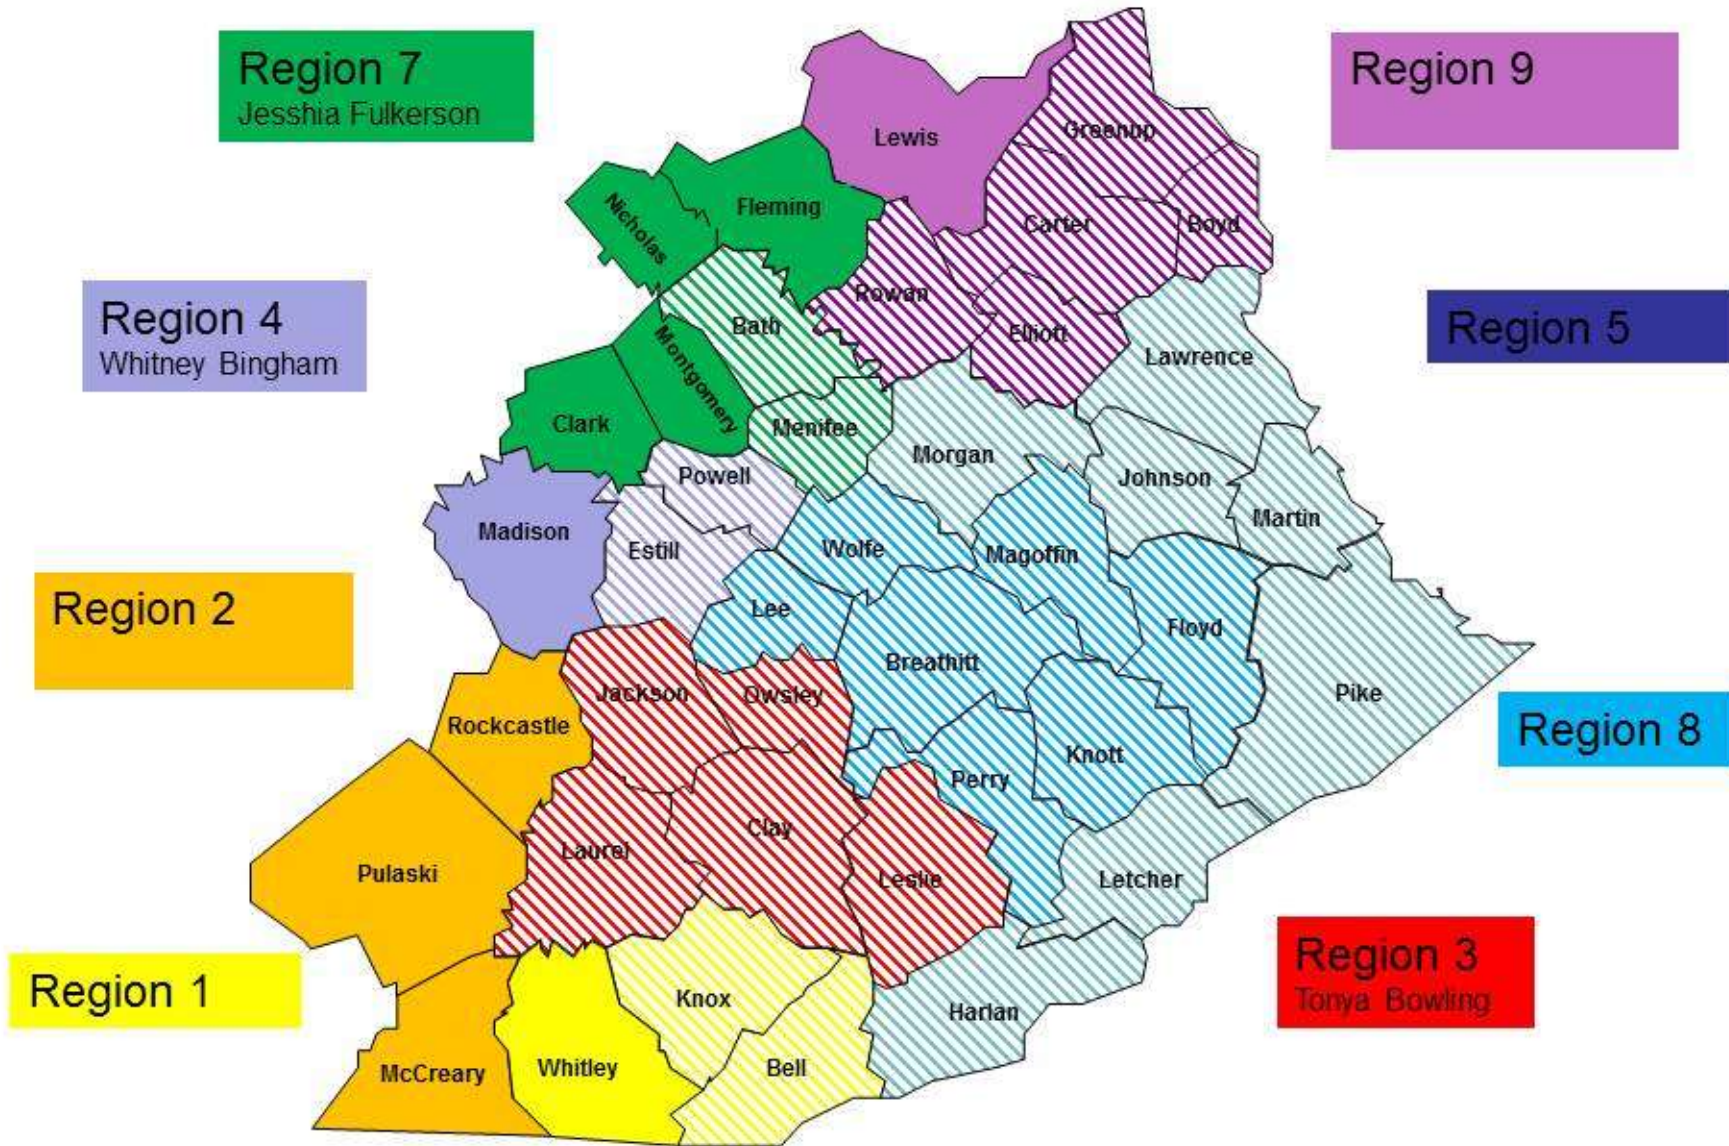 Region 7
Jesshia Fulkerson
Region 9
Lewis
Greenup
Nicholas
Fleming
Carter
Boyd
Region 4
Whitney Bingham
Rowan
Bath
Elliott
Region 5
Lawrence
Montgomery
Clark
Menifee
Morgan
Powell
Johnson
Martin
Madison
Estill
Wolfe
Magoffin
Region 2
Lee
Floyd
Breathitt
Jackson
Owsley
Pike
Rockcastle
Region 8
Knott
Perry
Clay
Laurel
Pulaski
Leslie
Letcher
Region 1
Region 3
Tonya Bowling
Knox
Harlan
McCreary
Whitley
Bell